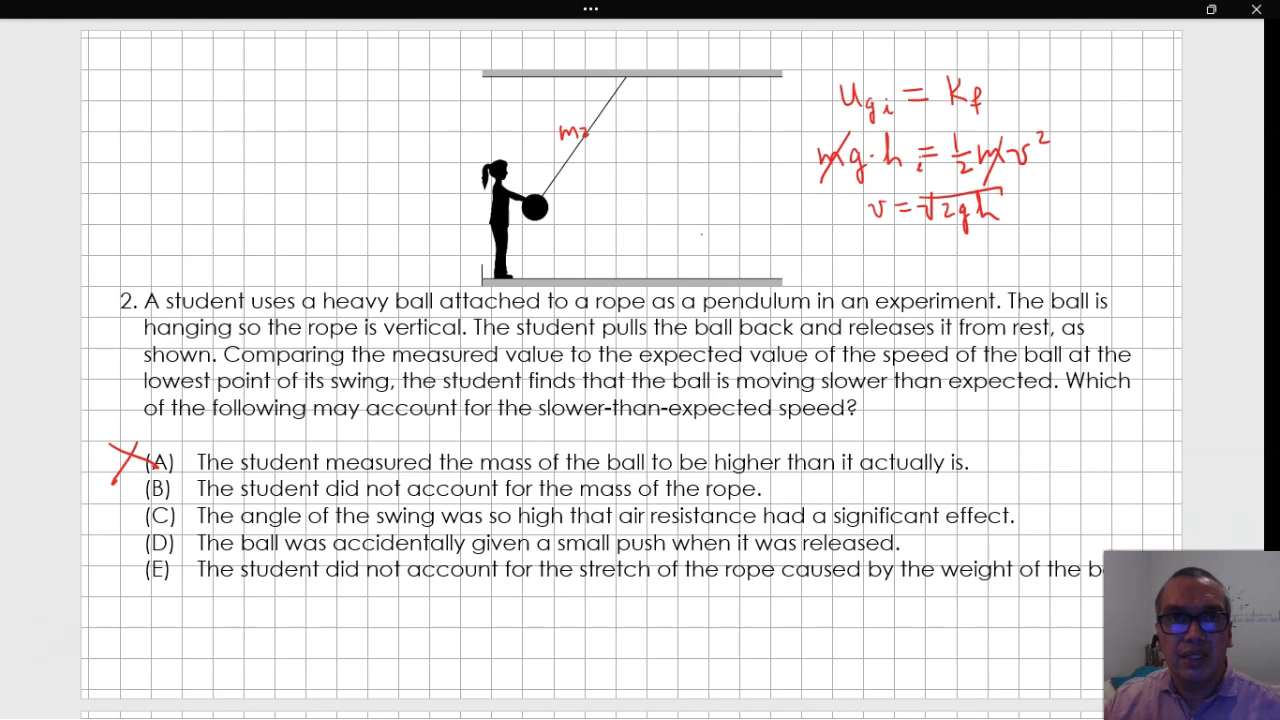 U_gi = K_f
mg·h_i = 1/2 mv²
m₂
v = √2gh
2. A student uses a heavy ball attached to a rope as a pendulum in an experiment. The ball is
hanging so the rope is vertical. The student pulls the ball back and releases it from rest, as
shown. Comparing the measured value to the expected value of the speed of the ball at the
lowest point of its swing, the student finds that the ball is moving slower than expected. Which
of the following may account for the slower-than-expected speed?
(A) The student measured the mass of the ball to be higher than it actually is.
(B) The student did not account for the mass of the rope.
(C) The angle of the swing was so high that air resistance had a significant effect.
(D) The ball was accidentally given a small push when it was released.
(E) The student did not account for the stretch of the rope caused by the weight of the b